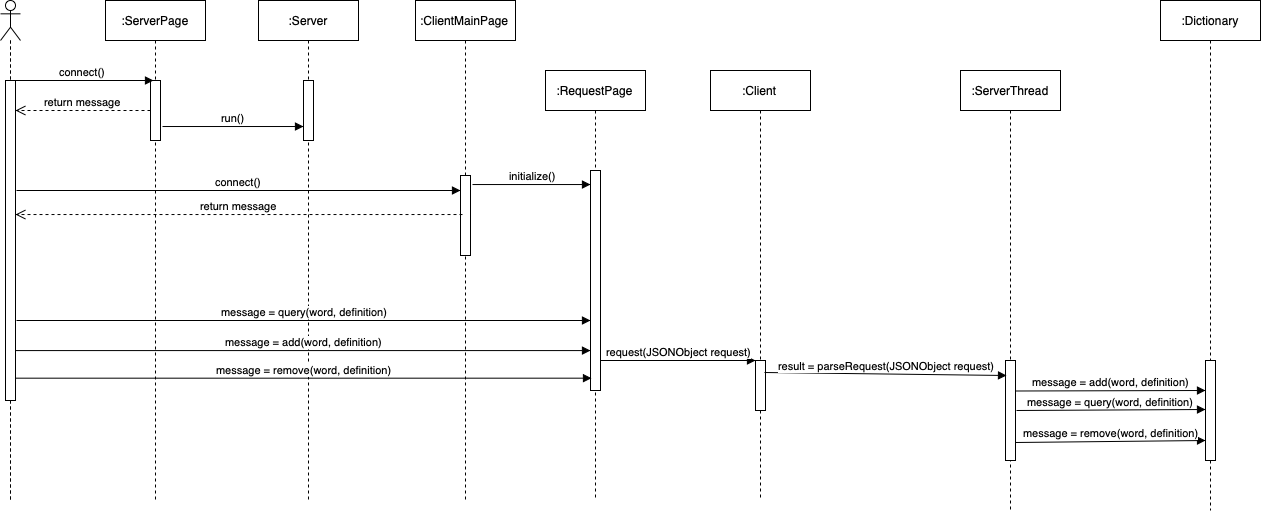 :ServerPage
:Server
:ClientMainPage
:Dictionary
:RequestPage
:Client
:ServerThread
connect()
return message
run()
initialize()
connect()
return message
message = query(word, definition)
message = add(word, definition)
message = remove(word, definition)
request(JSONObject request)
result = parseRequest(JSONObject request)
message = add(word, definition)
message = query(word, definition)
message = remove(word, definition)